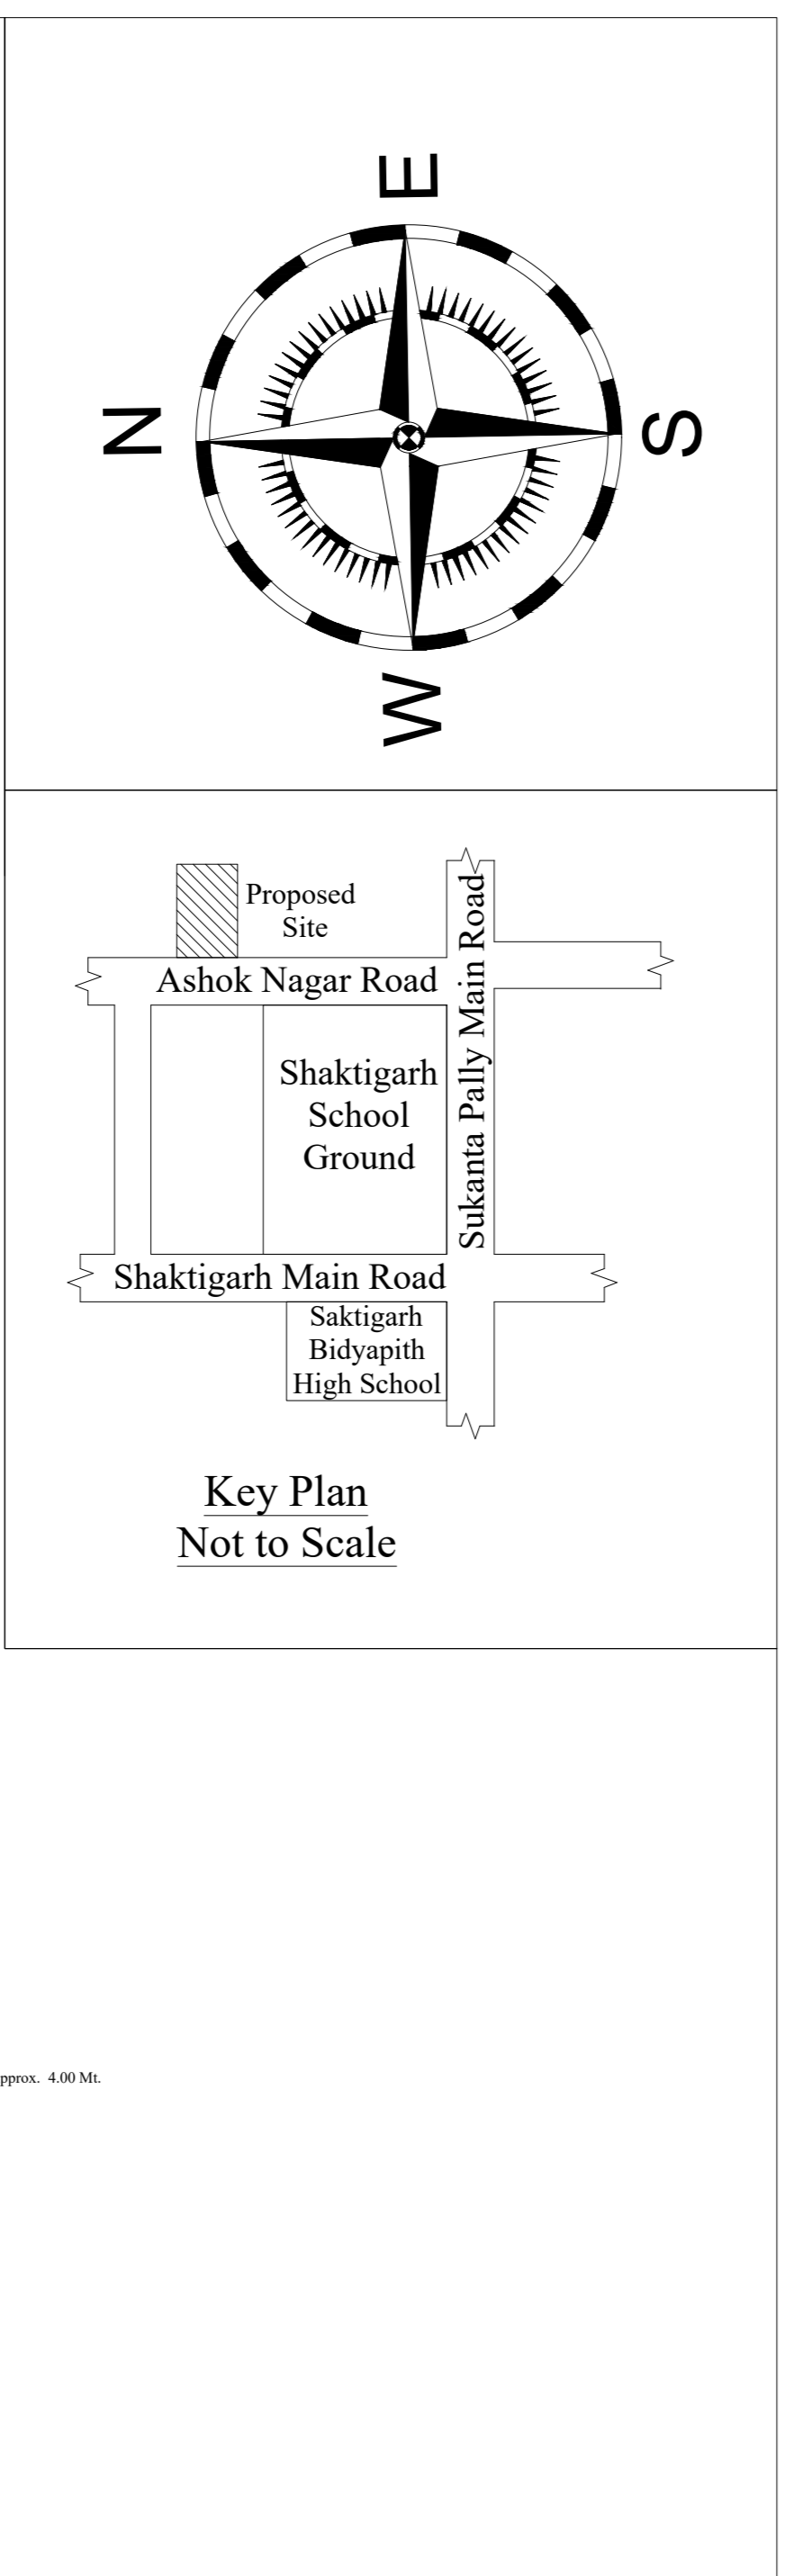 E
N
S
W
Proposed
Site
Ashok Nagar Road
Sukanta Pally Main Road
Shaktigarh
School
Ground
Shaktigarh Main Road
Saktigarh
Bidyapith
High School
Key Plan
Not to Scale
pprox. 4.00 Mt.